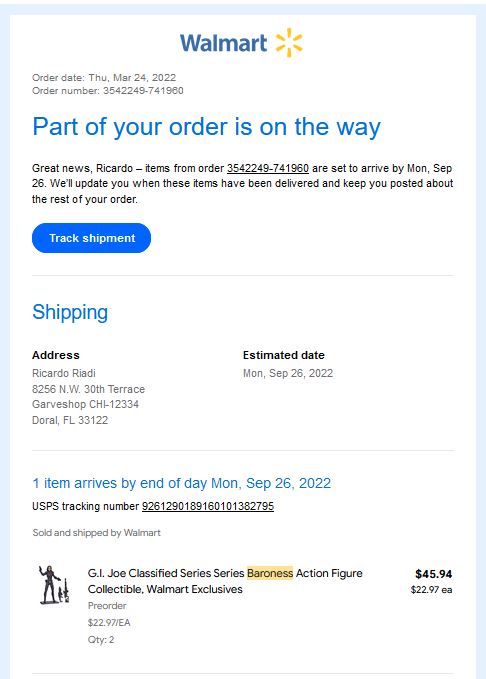 Walmart
Order date: Thu, Mar 24, 2022
Order number: 3542249-741960
Part of your order is on the way
Great news, Ricardo – items from order 3542249-741960 are set to arrive by Mon, Sep
26. We'll update you when these items have been delivered and keep you posted about
the rest of your order.
Track shipment
Shipping
Address
Ricardo Riadi
8256 N.W. 30th Terrace
Garveshop CHI-12334
Doral, FL 33122
Estimated date
Mon, Sep 26, 2022
1 item arrives by end of day Mon, Sep 26, 2022
USPS tracking number 9261290189160101382795
Sold and shipped by Walmart
G.I. Joe Classified Series Series Baroness Action Figure
Collectible, Walmart Exclusives
Preorder
$22.97/EA
Qty: 2
$45.94
$22.97 ea